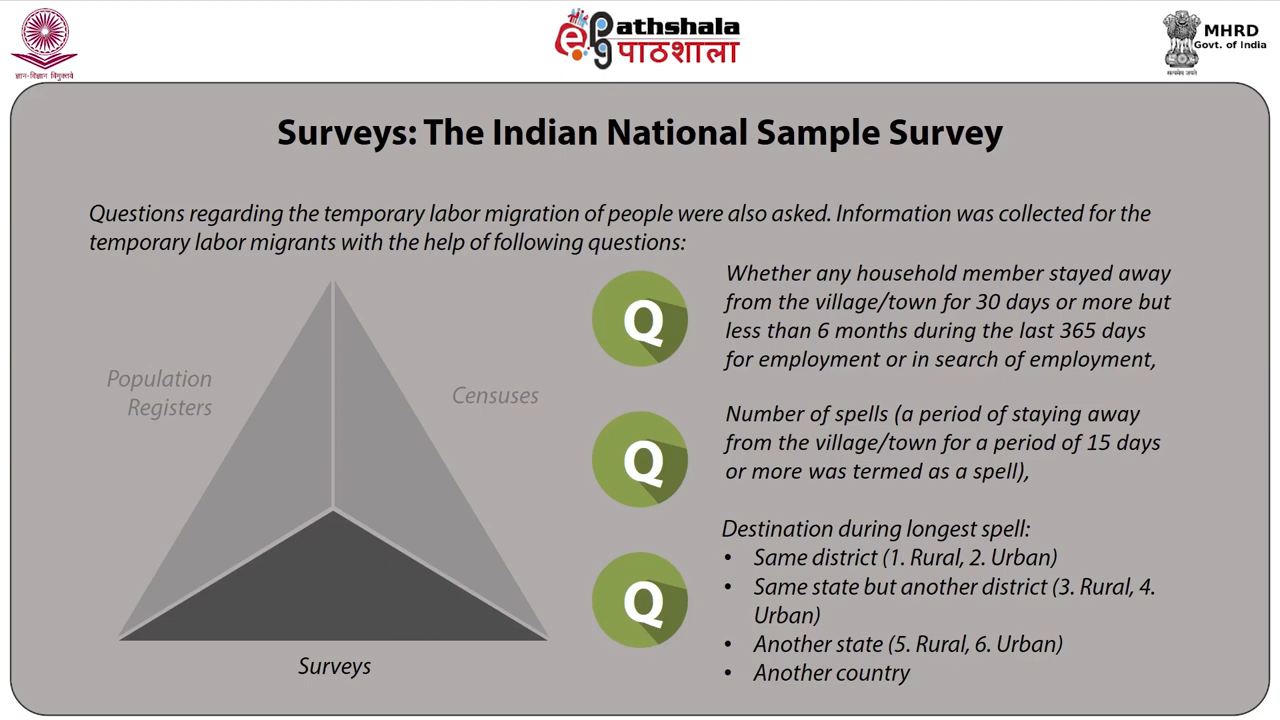 ज्ञान-विज्ञान विमुक्तये
ePathshala
पाठशाला
MHRD
Govt. of India
सत्यमेव जयते
Surveys: The Indian National Sample Survey
Questions regarding the temporary labor migration of people were also asked. Information was collected for the
temporary labor migrants with the help of following questions:
Population
Registers
Censuses
Surveys
Q
Whether any household member stayed away
from the village/town for 30 days or more but
less than 6 months during the last 365 days
for employment or in search of employment,
Q
Number of spells (a period of staying away
from the village/town for a period of 15 days
or more was termed as a spell),
Q
Destination during longest spell:
• Same district (1. Rural, 2. Urban)
• Same state but another district (3. Rural, 4.
Urban)
• Another state (5. Rural, 6. Urban)
• Another country